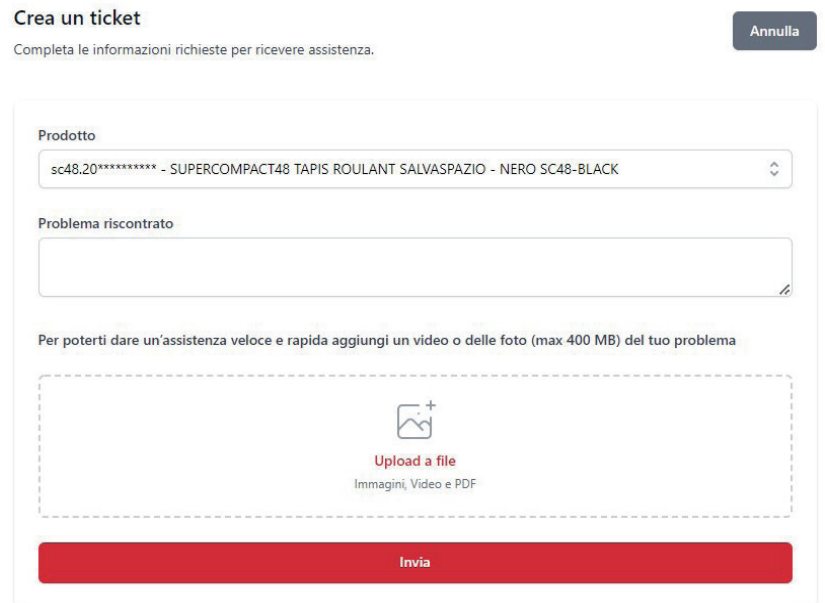 Crea un ticket
Annulla
Completa le informazioni richieste per ricevere assistenza.
Prodotto
sc48.20********** - SUPERCOMPACT48 TAPIS ROULANT SALVASPAZIO - NERO SC48-BLACK
Problema riscontrato
Per poterti dare un'assistenza veloce e rapida aggiungi un video o delle foto (max 400 MB) del tuo problema
Upload a file
Immagini, Video e PDF
Invia